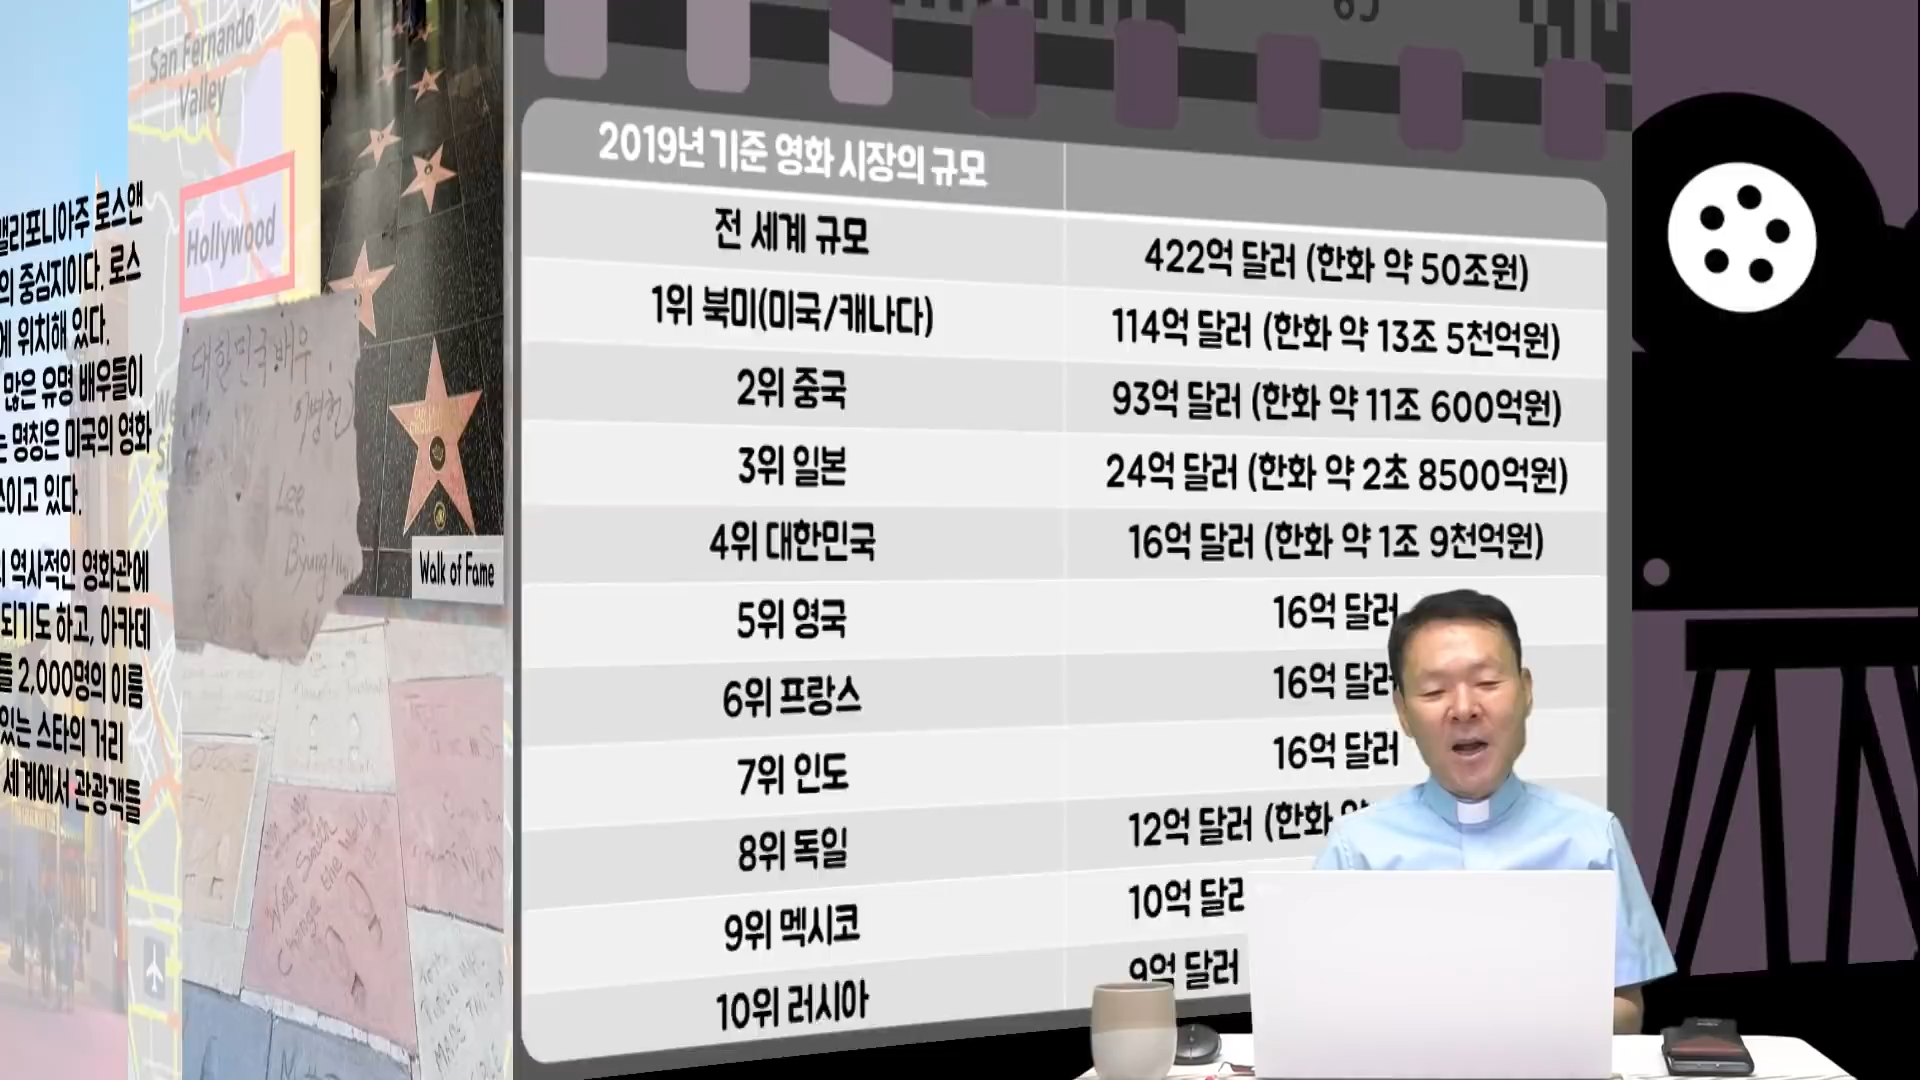 San Fernando
Valley
Hollywood
캘리포니아주 로스앤
의 중심지이다. 로스
에 위치해 있다.
많은 유명 배우들이
는 명칭은 미국의 영화
쓰이고 있다.
역사적인 영화관에
되기도 하고, 아카데
들 2,000명의 이름
있는 스타의 거리
세계에서 관광객들
대한민국배우
이병헌
Lee
Byung
Walk of Fame
Will Smith
Change the World
2019년 기준 영화 시장의 규모
전 세계 규모 422억 달러 (한화 약 50조원)
1위 북미(미국/캐나다) 114억 달러 (한화 약 13조 5천억원)
2위 중국 93억 달러 (한화 약 11조 600억원)
3위 일본 24억 달러 (한화 약 2초 8500억원)
4위 대한민국 16억 달러 (한화 약 1조 9천억원)
5위 영국 16억 달러
6위 프랑스 16억 달러
7위 인도 16억 달러
8위 독일 12억 달러 (한화 약
9위 멕시코 10억 달러
10위 러시아 9억 달러